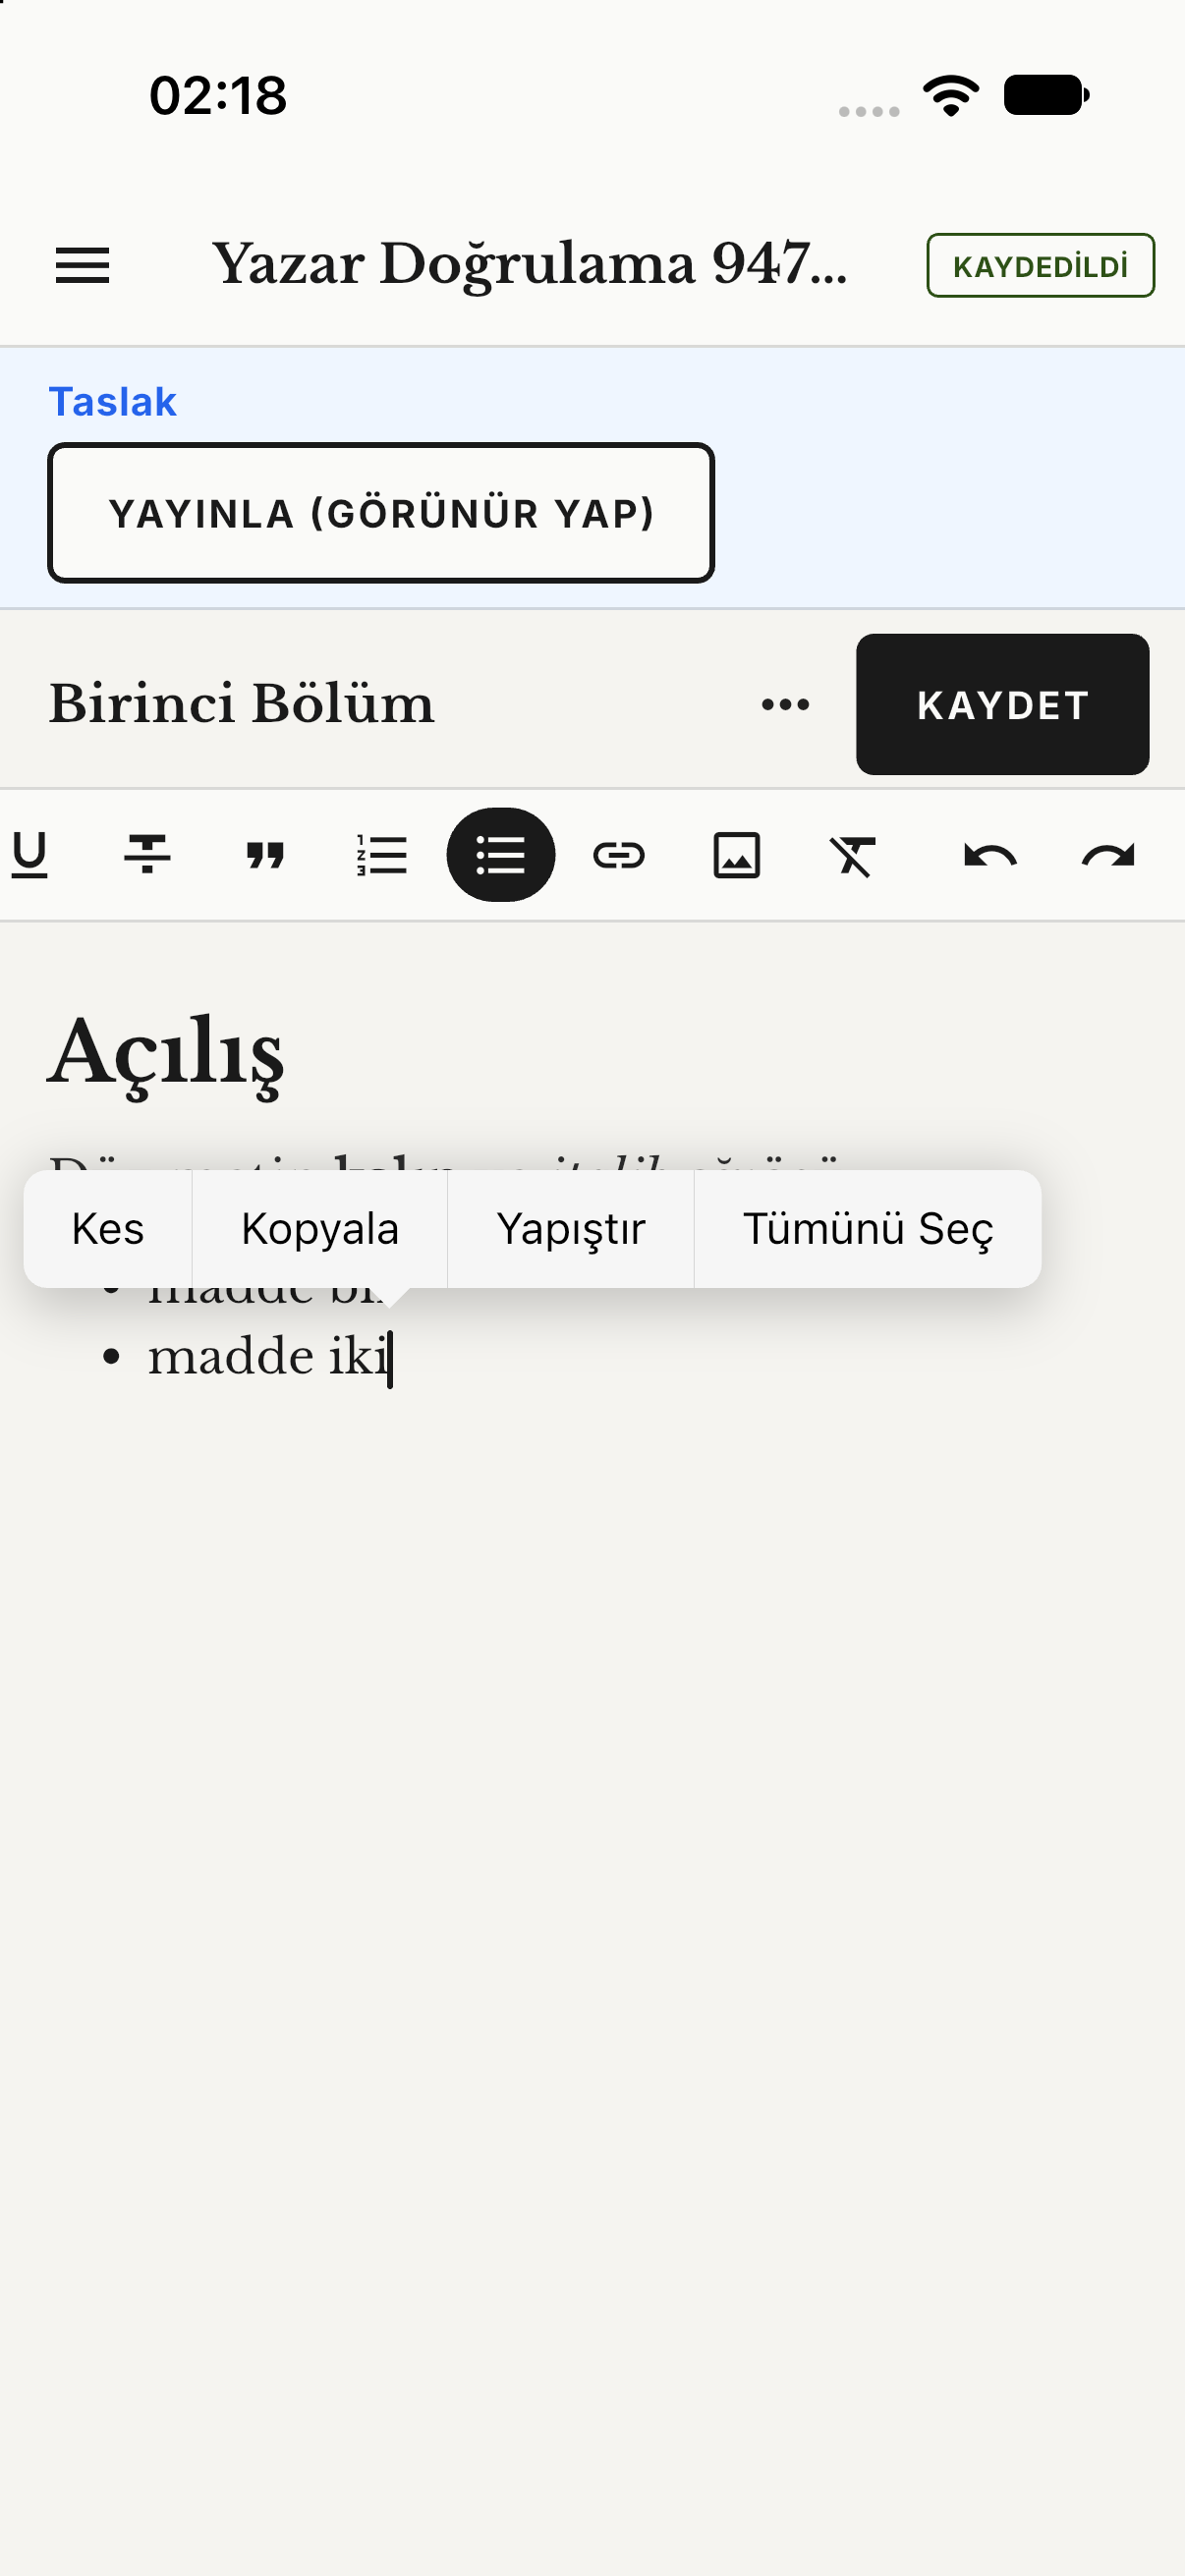 02:18
Yazar Doğrulama 947...
KAYDEDİLDİ
Taslak
YAYINLA (GÖRÜNÜR YAP)
Birinci Bölüm
KAYDET
Açılış
Kes Kopyala Yapıştır Tümünü Seç
madde
madde iki